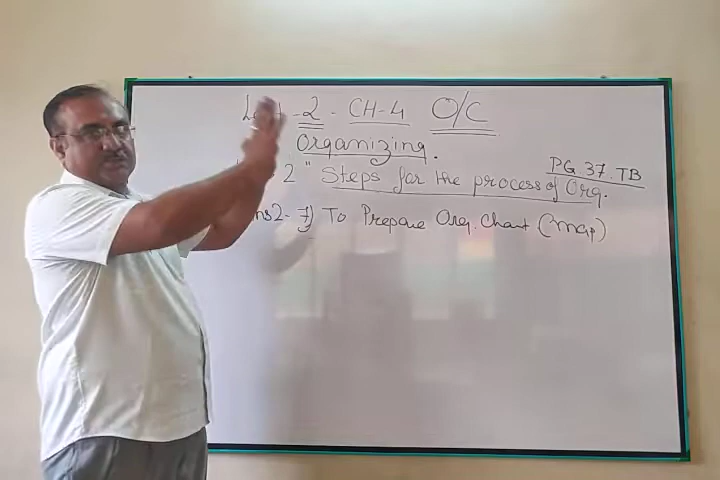 -2- CH-4 O/C
Organizing.
2" Steps for the process of Org.
PG 37.TB
ns2- 7) To Prepare Org. Chart (Map)